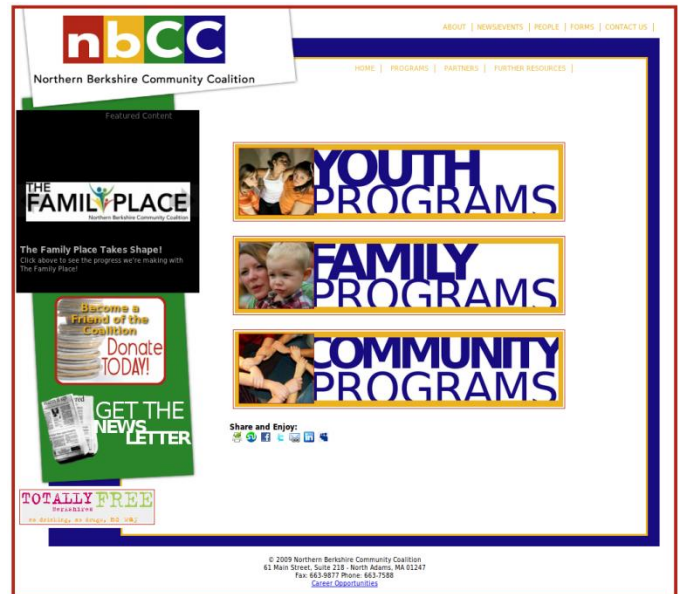 nbCC
Northern Berkshire Community Coalition
ABOUT | NEWS/EVENTS | PEOPLE | FORMS | CONTACT US |
HOME | PROGRAMS | PARTNERS | FURTHER RESOURCES |
Featured Content
THE
FAMILY PLACE
Northern Berkshire Community Coalition
The Family Place Takes Shape!
Click above to see the progress we're making with
The Family Place!
Become a
Friend of the
Coalition
Donate
TODAY!
GET THE
NEWS
LETTER
TOTALLY FREE
Berkshires
no drinking, no drugs,
YOUTH
PROGRAMS
FAMILY
PROGRAMS
COMMUNITY
PROGRAMS
Share and Enjoy:
© 2009 Northern Berkshire Community Coalition
61 Main Street, Suite 218 - North Adams, MA 01247
Fax: 663-9877 Phone: 663-7588
Career Opportunities